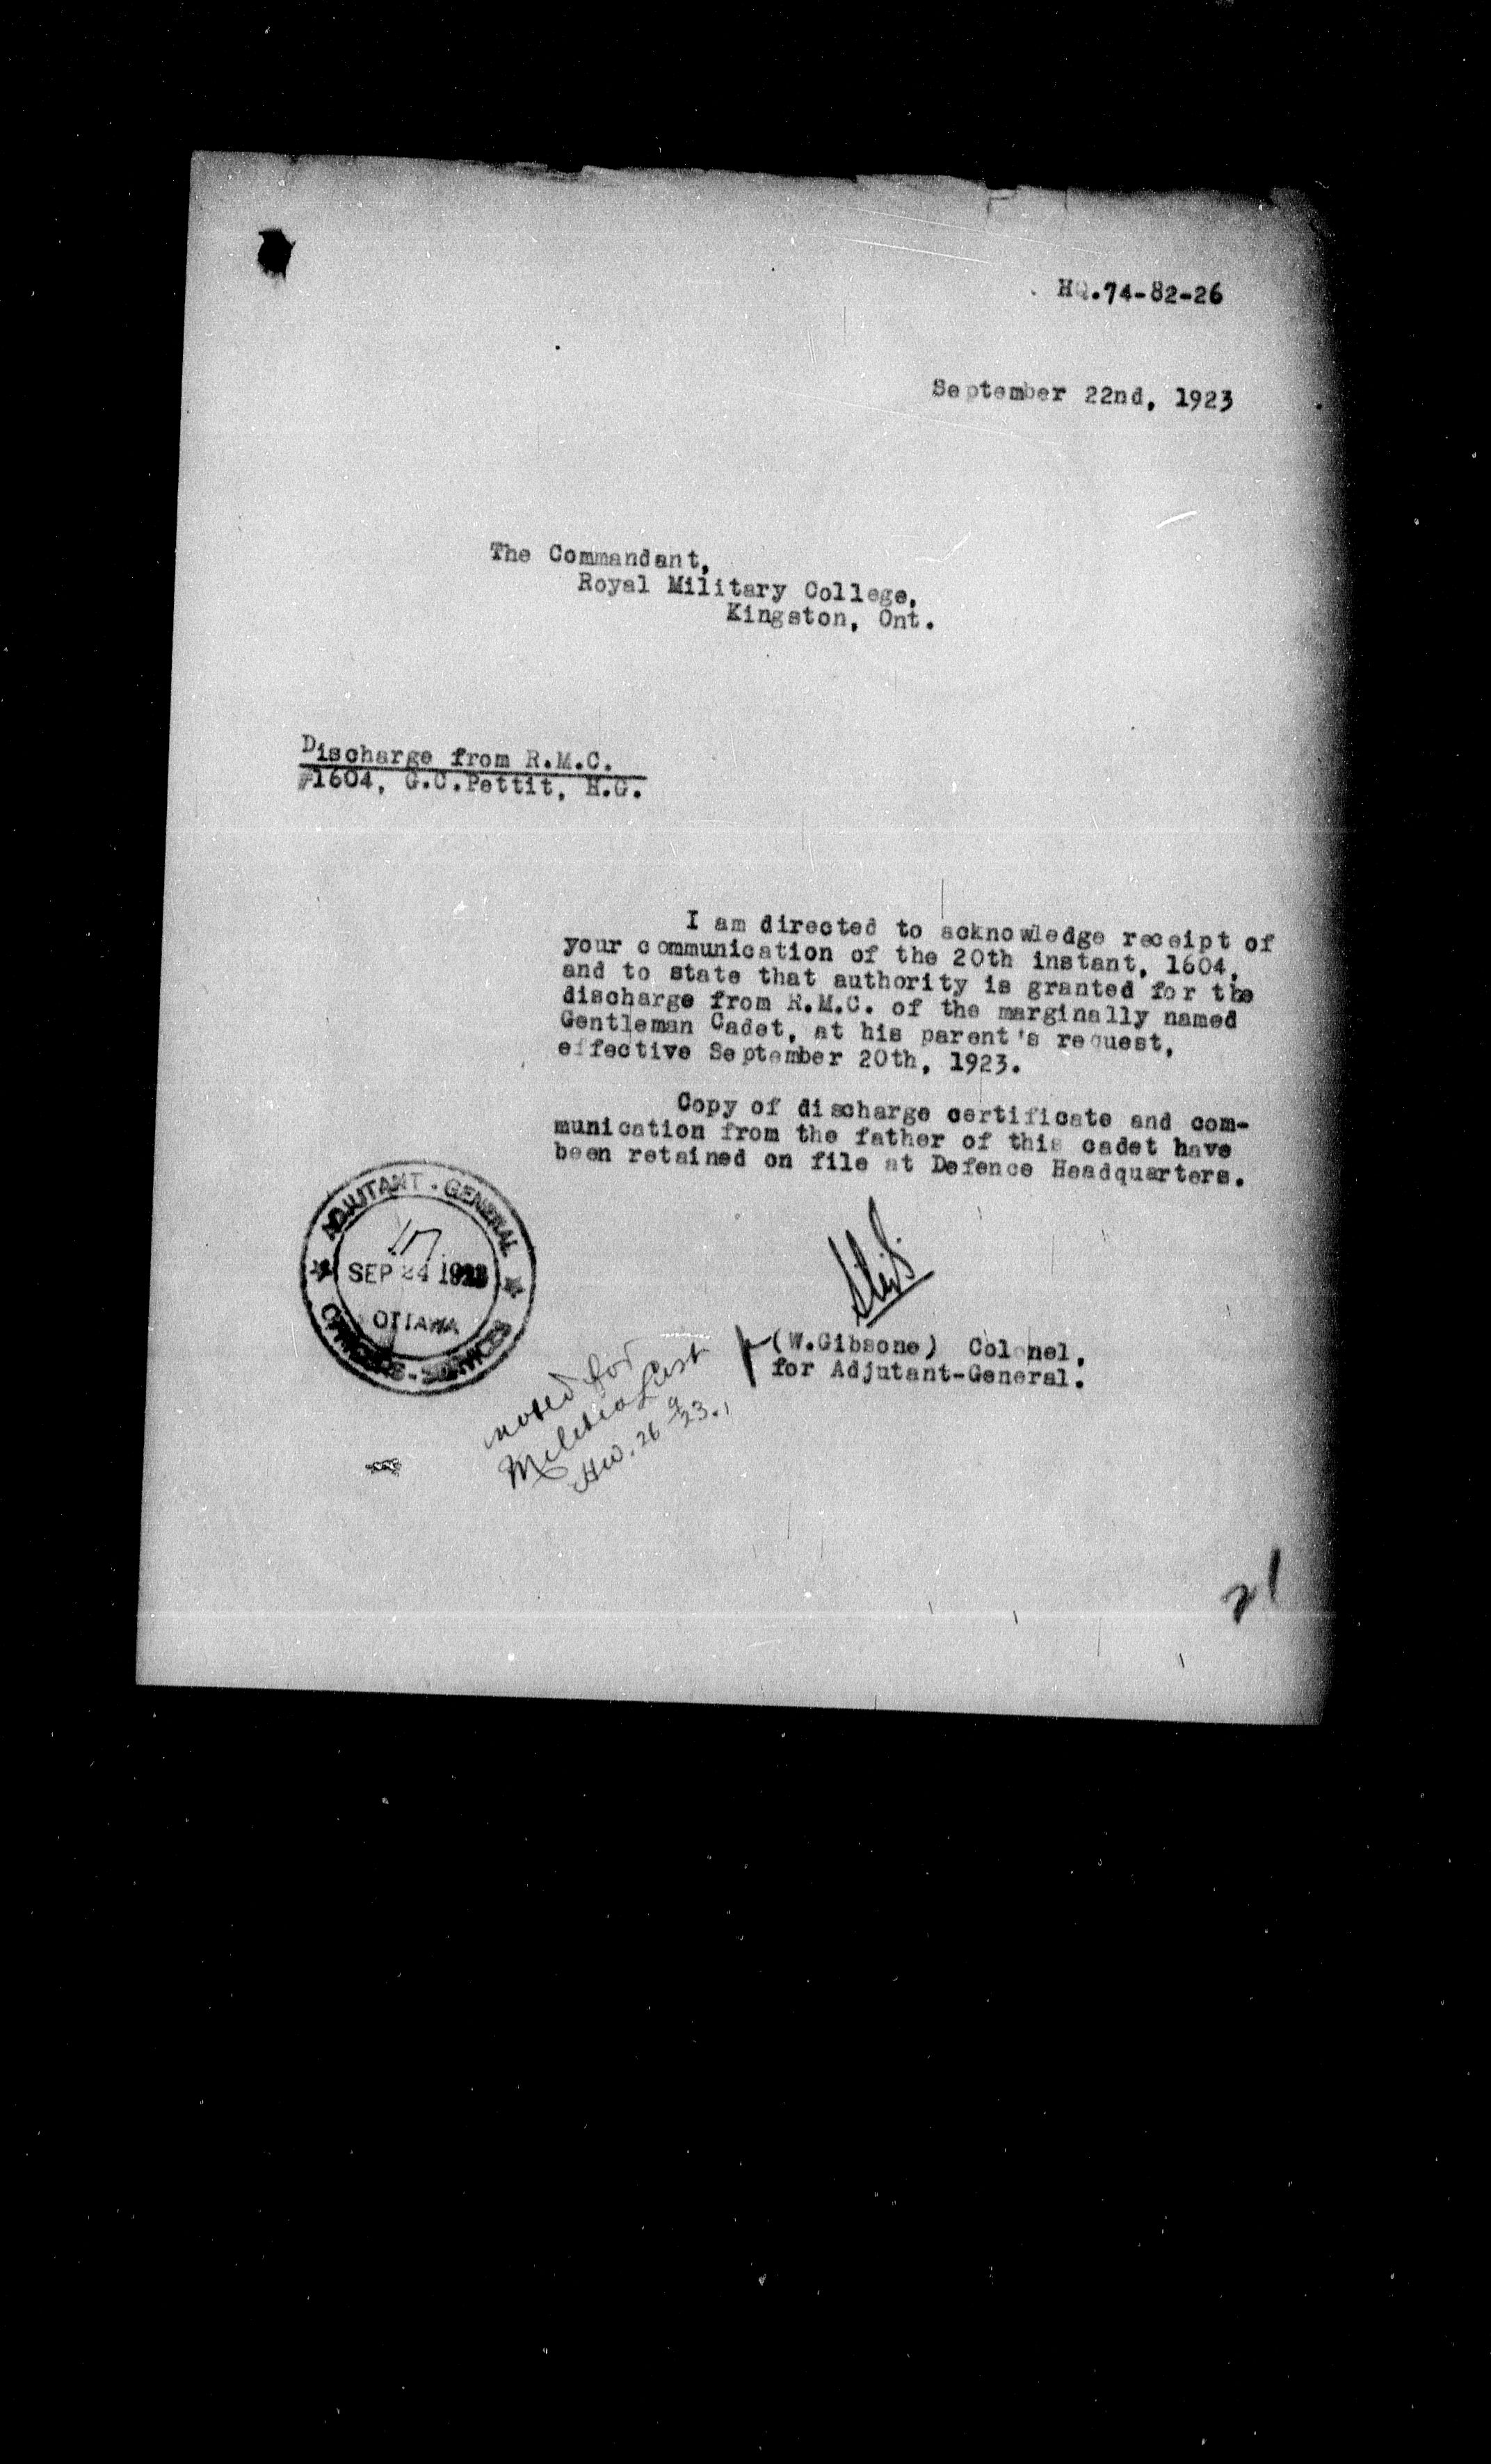 HQ.74-82-26
September 22nd, 1923
The Commandant,
Royal Military College,
Kingston, Ont.
Discharge from R.M.C.
#1604, G.C.Pettit, H.G.
I am directed to acknowledge receipt of
your communication of the 20th instant, 1604,
and to state that authority is granted for the
discharge from R.M.C. of the marginally named
Gentleman Cadet, at his parent's request,
effective September 20th, 1923.
Copy of discharge certificate and com-
munication from the father of this cadet have
been retained on file at Defence Headquarters.
ADJUTANT - GENERAL
SEP 24 1923
OTTAWA
SERVICES
(W.Gibsone) Colonel,
for Adjutant-General.
noted for
Militia List
26 9/23.
21